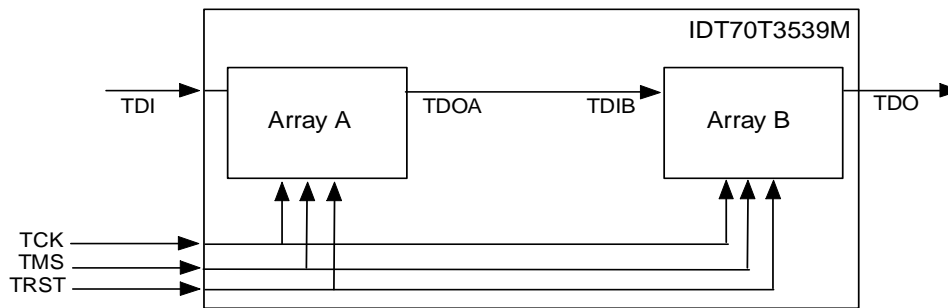 IDT70T3539M
TDI
Array A
TDOA
TDIB
Array B
TDO
TCK
TMS
TRST